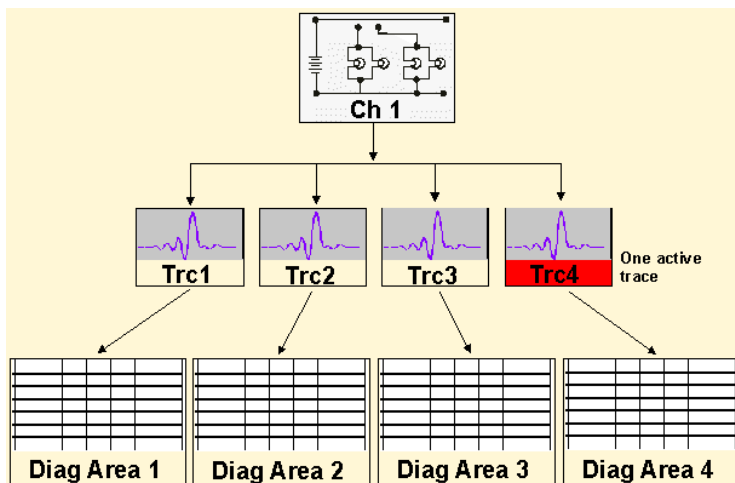 Ch 1
Trc1
Trc2
Trc3
Trc4
One active
trace
Diag Area 1
Diag Area 2
Diag Area 3
Diag Area 4